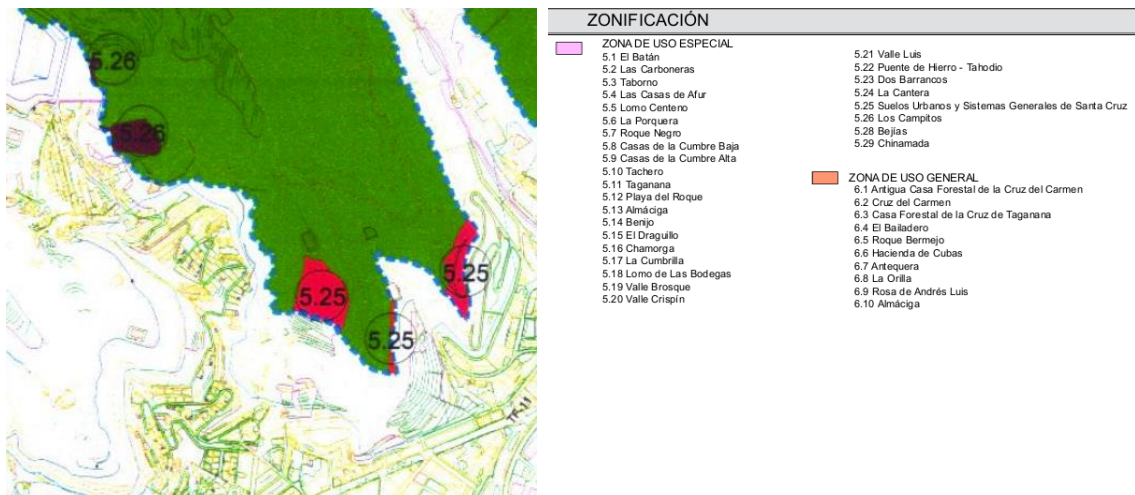 5.26
5.26
5.25
5.25
5.25
TF-11
ZONIFICACIÓN
ZONA DE USO ESPECIAL
5.1 El Batán
5.2 Las Carboneras
5.3 Taborno
5.4 Las Casas de Afur
5.5 Lomo Centeno
5.6 La Porquera
5.7 Roque Negro
5.8 Casas de la Cumbre Baja
5.9 Casas de la Cumbre Alta
5.10 Tachero
5.11 Taganana
5.12 Playa del Roque
5.13 Almáciga
5.14 Benijo
5.15 El Draguillo
5.16 Chamorga
5.17 La Cumbrilla
5.18 Lomo de Las Bodegas
5.19 Valle Brosque
5.20 Valle Crispín
5.21 Valle Luis
5.22 Puente de Hierro - Tahodio
5.23 Dos Barrancos
5.24 La Cantera
5.25 Suelos Urbanos y Sistemas Generales de Santa Cruz
5.26 Los Campitos
5.28 Bejías
5.29 Chinamada
ZONA DE USO GENERAL
6.1 Antigua Casa Forestal de la Cruz del Carmen
6.2 Cruz del Carmen
6.3 Casa Forestal de la Cruz de Taganana
6.4 El Bailadero
6.5 Roque Bermejo
6.6 Hacienda de Cubas
6.7 Antequera
6.8 La Orilla
6.9 Rosa de Andrés Luis
6.10 Almáciga